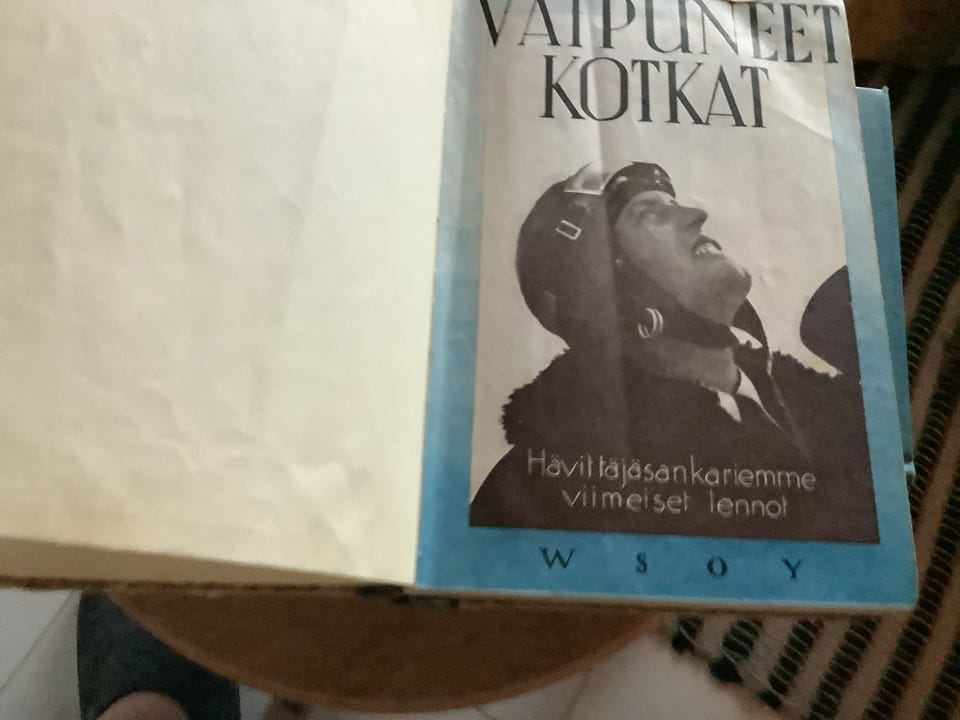 VAIPUNEET
KOTKAT
Hävittäjäsankariemme
viimeiset lennot
WSOY